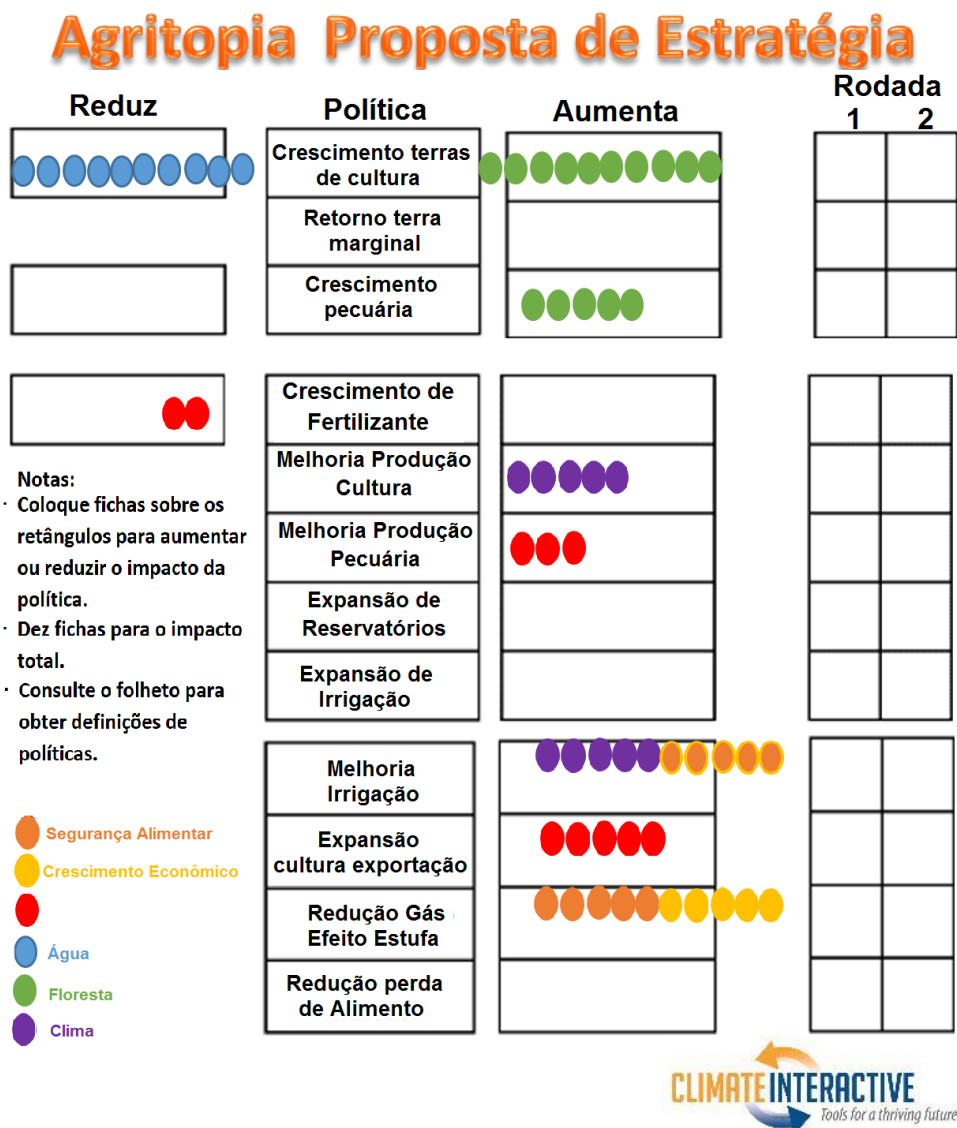 Agritopia Proposta de Estratégia
Reduz
Política
Aumenta
Rodada
1 2
Crescimento terras
de cultura
Retorno terra
marginal
Crescimento
pecuária
Crescimento de
Fertilizante
Melhoria Produção
Cultura
Melhoria Produção
Pecuária
Expansão de
Reservatórios
Expansão de
Irrigação
Notas:
· Coloque fichas sobre os
retângulos para aumentar
ou reduzir o impacto da
política.
· Dez fichas para o impacto
total.
· Consulte o folheto para
obter definições de
políticas.
Melhoria
Irrigação
Expansão
cultura exportação
Redução Gás
Efeito Estufa
Redução perda
de Alimento
Segurança Alimentar
Crescimento Econômico
Água
Floresta
Clima
CLIMATE INTERACTIVE
Tools for a thriving future